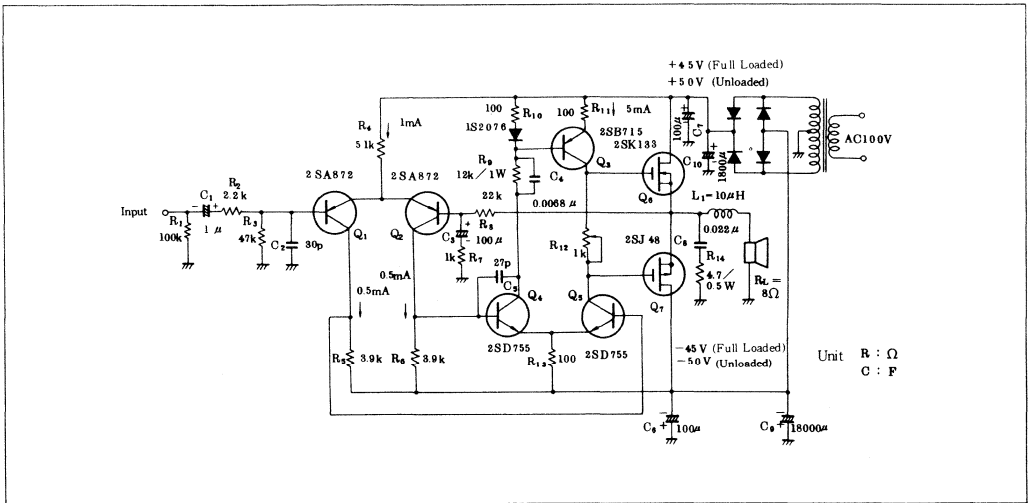 +45V (Full Loaded)
+50V (Unloaded)
R₄
1mA
51k
100
R₁₀
1S2076
100
R₁₁
5mA
2SB715
2SK133
100μ
C₇
C₁₀
1800μ
AC100V
R₉
12k/1W
22k
C₄
0.0068 μ
Q₃
Q₆
L₁=10μH
0.022μ
2SA872
2SA872
Input
C₁
1 μ
R₂
2.2k
R₁
100k
R₃
47k
C₂
30p
Q₁
Q₂
R₈
C₃
100μ
1k
R₇
R₁₂
1k
2SJ48
C₅
R₁₄
4.7/
0.5W
R_L =
8Ω
27p
C₅
0.5mA
0.5mA
Q₄
Q₅
Q₇
R₅
3.9k
R₆
3.9k
2SD755
R₁₃
100
2SD755
−45V (Full Loaded)
−50V (Unloaded)
Unit R : Ω
C : F
C₆
100μ
C₉
18000μ